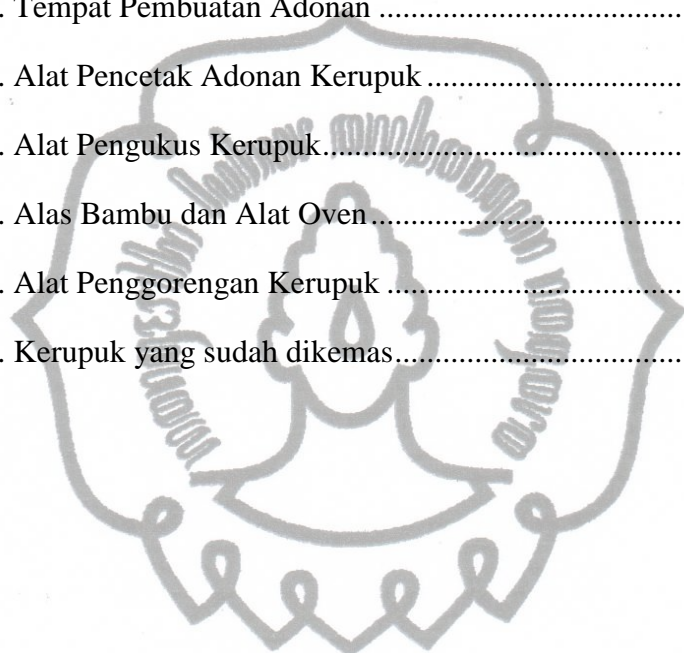 . Tempat Pembuatan Adonan ........................................
. Alat Pencetak Adonan Kerupuk ..................................
. Alat Pengukus Kerupuk...............................................
. Alas Bambu dan Alat Oven .........................................
. Alat Penggorengan Kerupuk .......................................
. Kerupuk yang sudah dikemas......................................